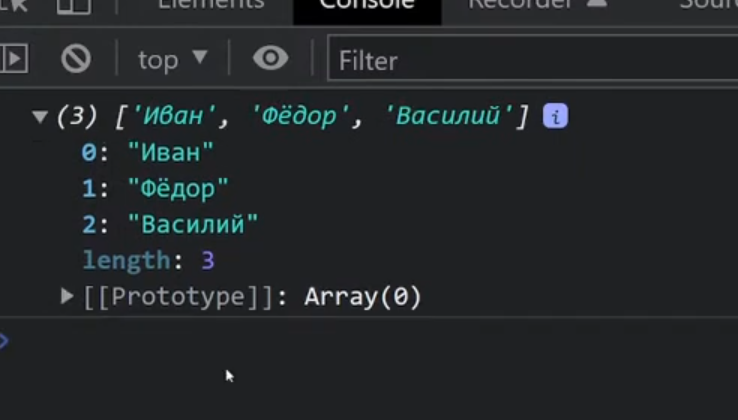 Elements Console Recorder
top ▼ Filter
▼ (3) ['Иван', 'Фёдор', 'Василий'] i
0: "Иван"
1: "Фёдор"
2: "Василий"
length: 3
▶ [[Prototype]]: Array(0)
>